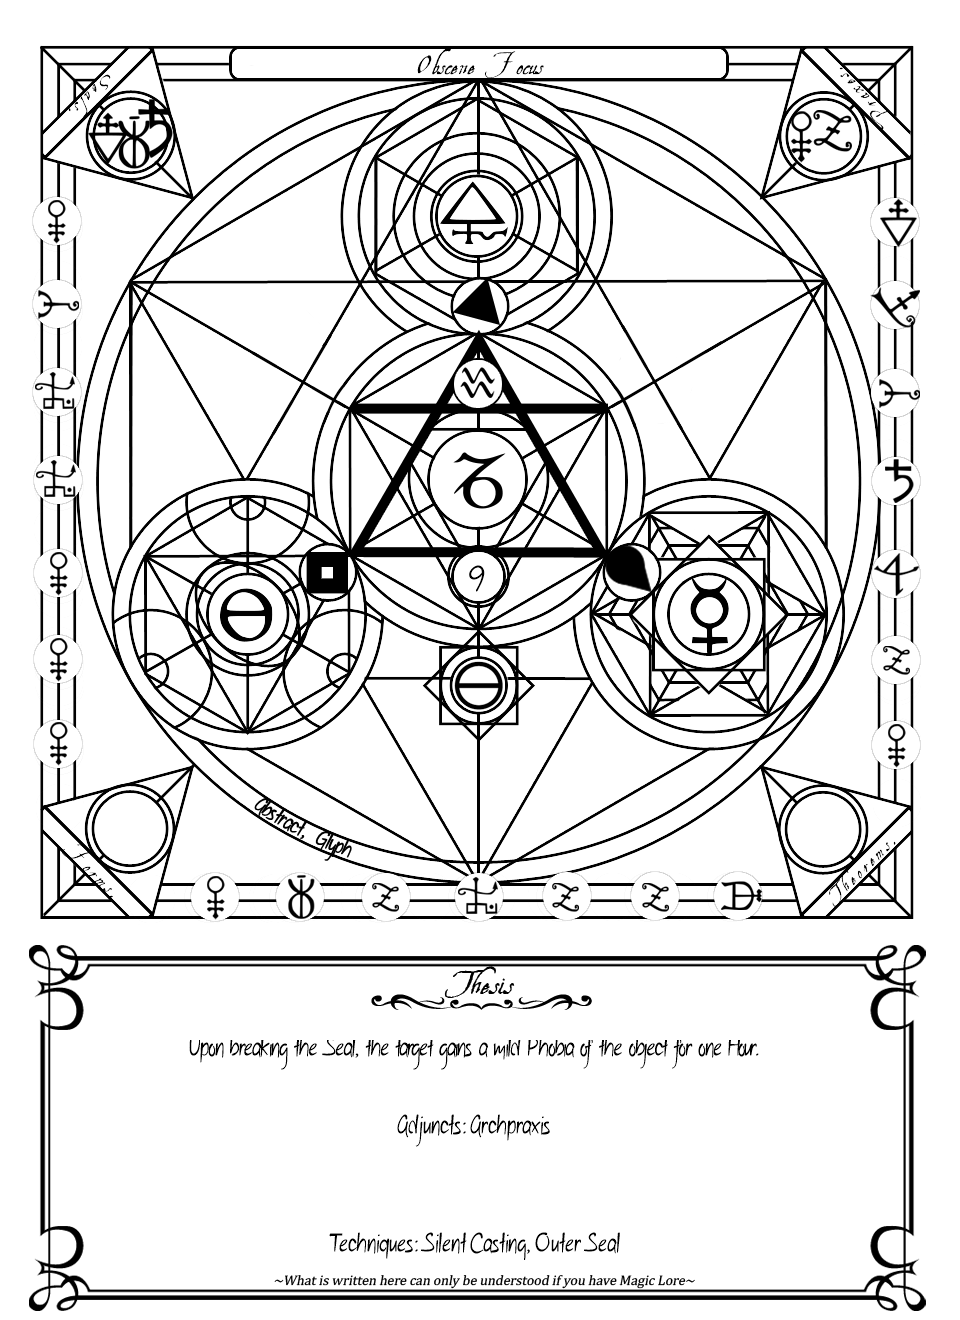 Obscene Focus
Seals:
Praxes:
9
Abstract, Glyph
Forms:
Theorems:
Thesis
Upon breaking the Seal, the target gains a mild Phobia of the object for one Hour.
Adjuncts: Archpraxis
Techniques: Silent Casting, Outer Seal
~What is written here can only be understood if you have Magic Lore~